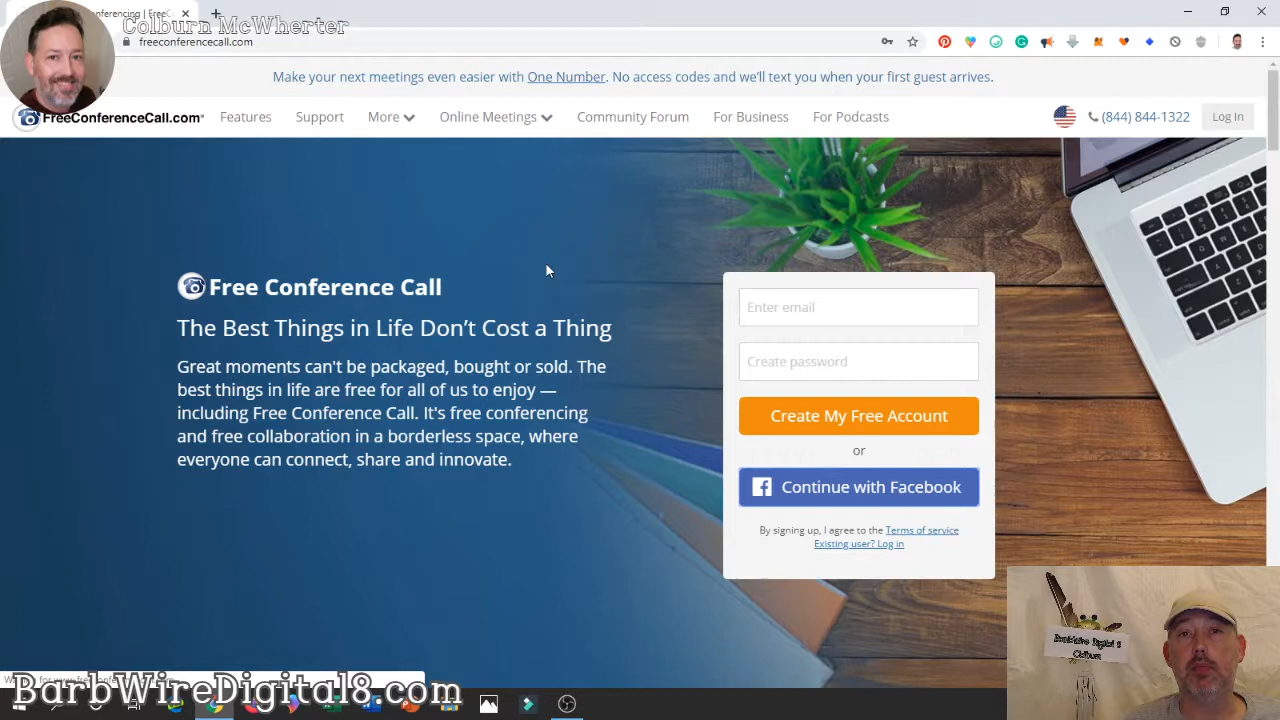 Conferencing |
Colburn McWherter
freeconferencecall.com
Make your next meetings even easier with One Number. No access codes and we'll text you when your first guest arrives.
FreeConferenceCall.com
Features
Support
More
Online Meetings
Community Forum
For Business
For Podcasts
(844) 844-1322
Log In
Free Conference Call
The Best Things in Life Don't Cost a Thing
Great moments can't be packaged, bought or sold. The
best things in life are free for all of us to enjoy —
including Free Conference Call. It's free conferencing
and free collaboration in a borderless space, where
everyone can connect, share and innovate.
Enter email
Create password
Create My Free Account
or
Continue with Facebook
By signing up, I agree to the Terms of service
Existing user? Log in
BarbWireDigital8.com